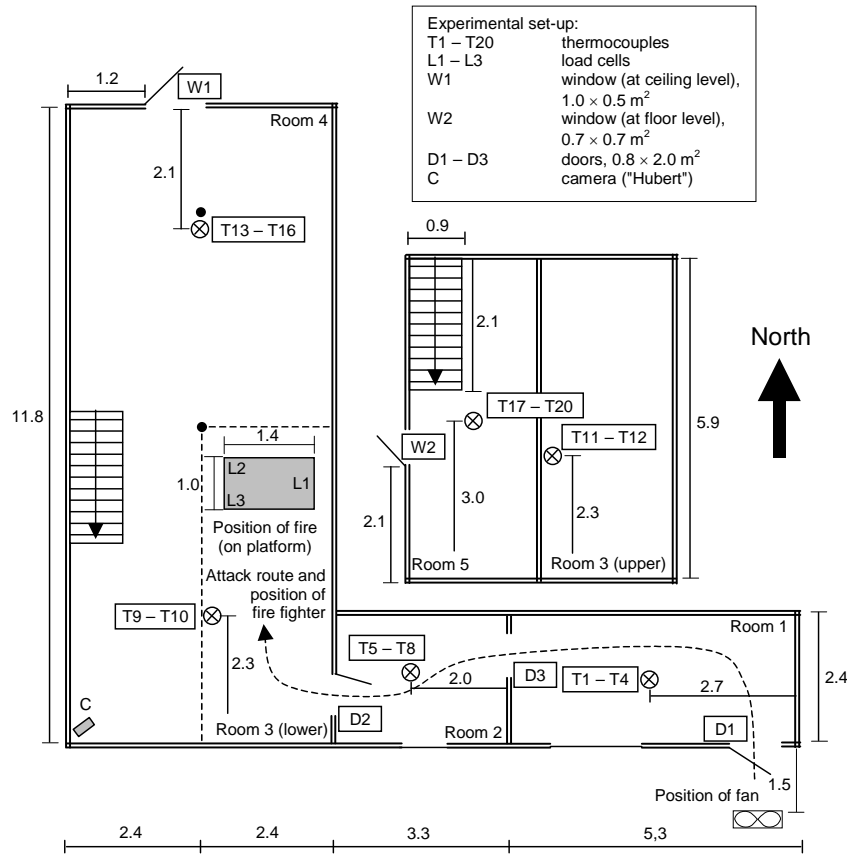 Experimental set-up:
T1 – T20 thermocouples
L1 – L3 load cells
W1 window (at ceiling level),
1.0 × 0.5 m²
W2 window (at floor level),
0.7 × 0.7 m²
D1 – D3 doors, 0.8 × 2.0 m²
C camera ("Hubert")
1.2
W1
Room 4
2.1
T13 – T16
0.9
2.1
North
T17 – T20
11.8
T11 – T12
5.9
1.4
W2
L2
L1
1.0
L3
3.0
2.3
2.1
Position of fire
(on platform)
Room 5
Room 3 (upper)
Attack route and
position of
fire fighter
T9 – T10
Room 1
T5 – T8
2.3
2.0
D3
T1 – T4
2.7
2.4
C
D2
Room 3 (lower)
Room 2
D1
1.5
Position of fan
2.4
2.4
3.3
5,3